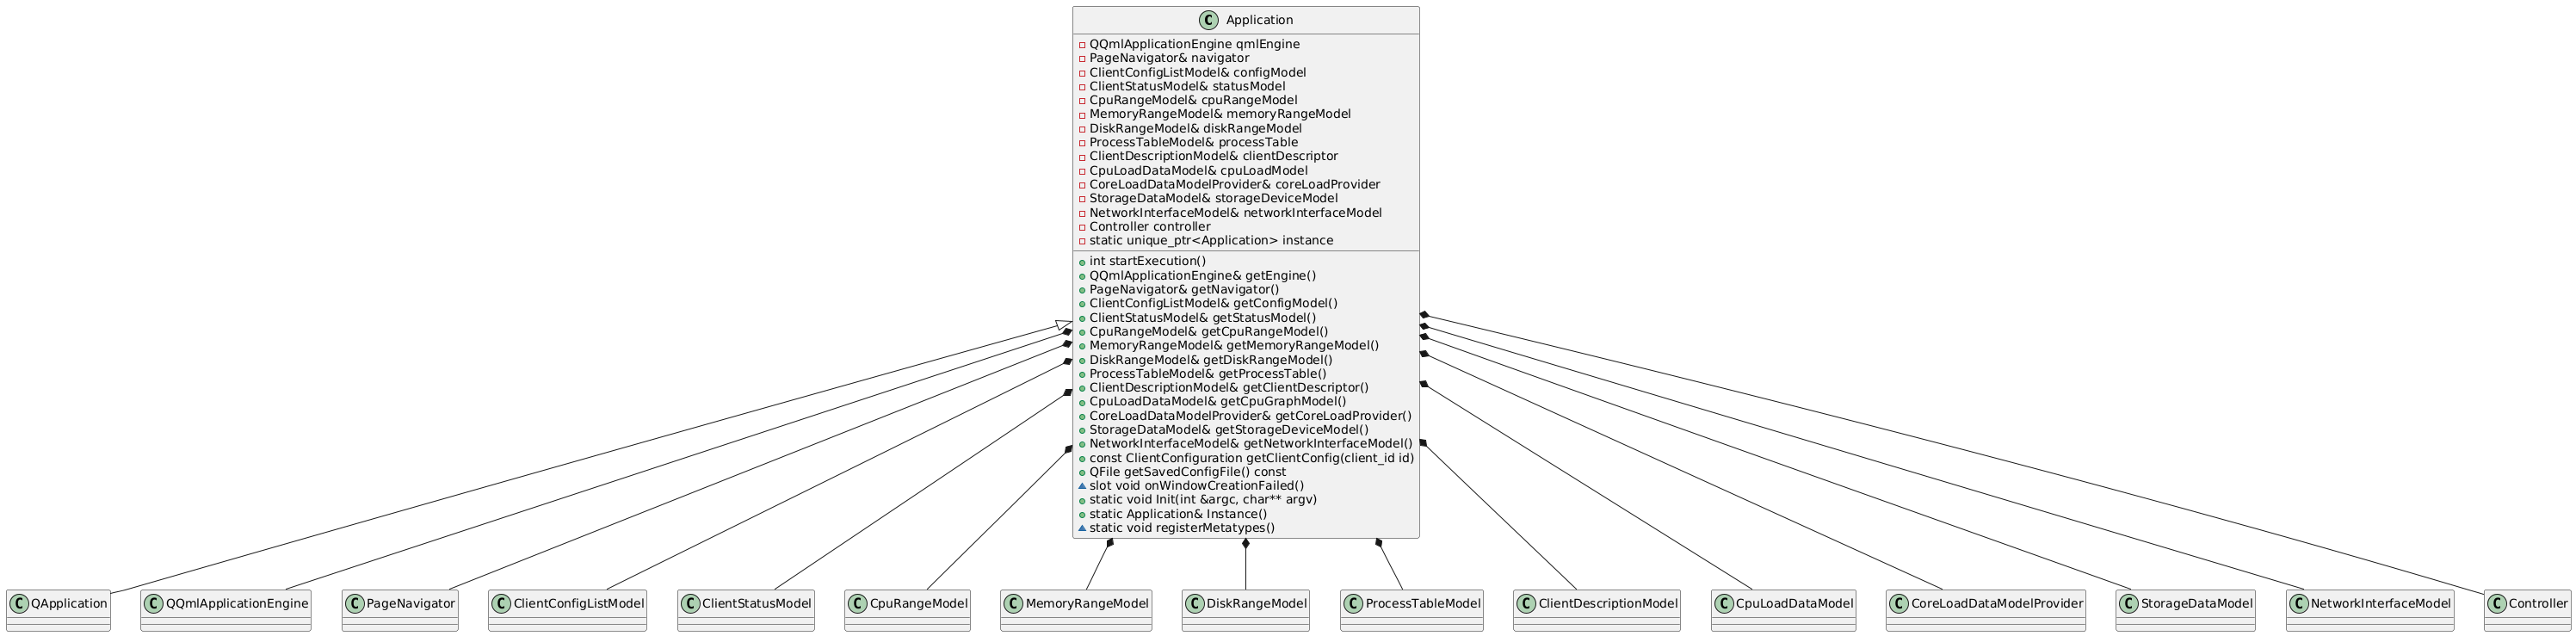 C Application
QQmlApplicationEngine qmlEngine
PageNavigator& navigator
ClientConfigListModel& configModel
ClientStatusModel& statusModel
CpuRangeModel& cpuRangeModel
MemoryRangeModel& memoryRangeModel
DiskRangeModel& diskRangeModel
ProcessTableModel& processTable
ClientDescriptionModel& clientDescriptor
CpuLoadDataModel& cpuLoadModel
CoreLoadDataModelProvider& coreLoadProvider
StorageDataModel& storageDeviceModel
NetworkInterfaceModel& networkInterfaceModel
Controller controller
static unique_ptr<Application> instance
int startExecution()
QQmlApplicationEngine& getEngine()
PageNavigator& getNavigator()
ClientConfigListModel& getConfigModel()
ClientStatusModel& getStatusModel()
CpuRangeModel& getCpuRangeModel()
MemoryRangeModel& getMemoryRangeModel()
DiskRangeModel& getDiskRangeModel()
ProcessTableModel& getProcessTable()
ClientDescriptionModel& getClientDescriptor()
CpuLoadDataModel& getCpuGraphModel()
CoreLoadDataModelProvider& getCoreLoadProvider()
StorageDataModel& getStorageDeviceModel()
NetworkInterfaceModel& getNetworkInterfaceModel()
const ClientConfiguration getClientConfig(client_id id)
QFile getSavedConfigFile() const
slot void onWindowCreationFailed()
static void Init(int &argc, char** argv)
static Application& Instance()
static void registerMetatypes()
C QApplication
C QQmlApplicationEngine
C PageNavigator
C ClientConfigListModel
C ClientStatusModel
C CpuRangeModel
C MemoryRangeModel
C DiskRangeModel
C ProcessTableModel
C ClientDescriptionModel
C CpuLoadDataModel
C CoreLoadDataModelProvider
C StorageDataModel
C NetworkInterfaceModel
C Controller